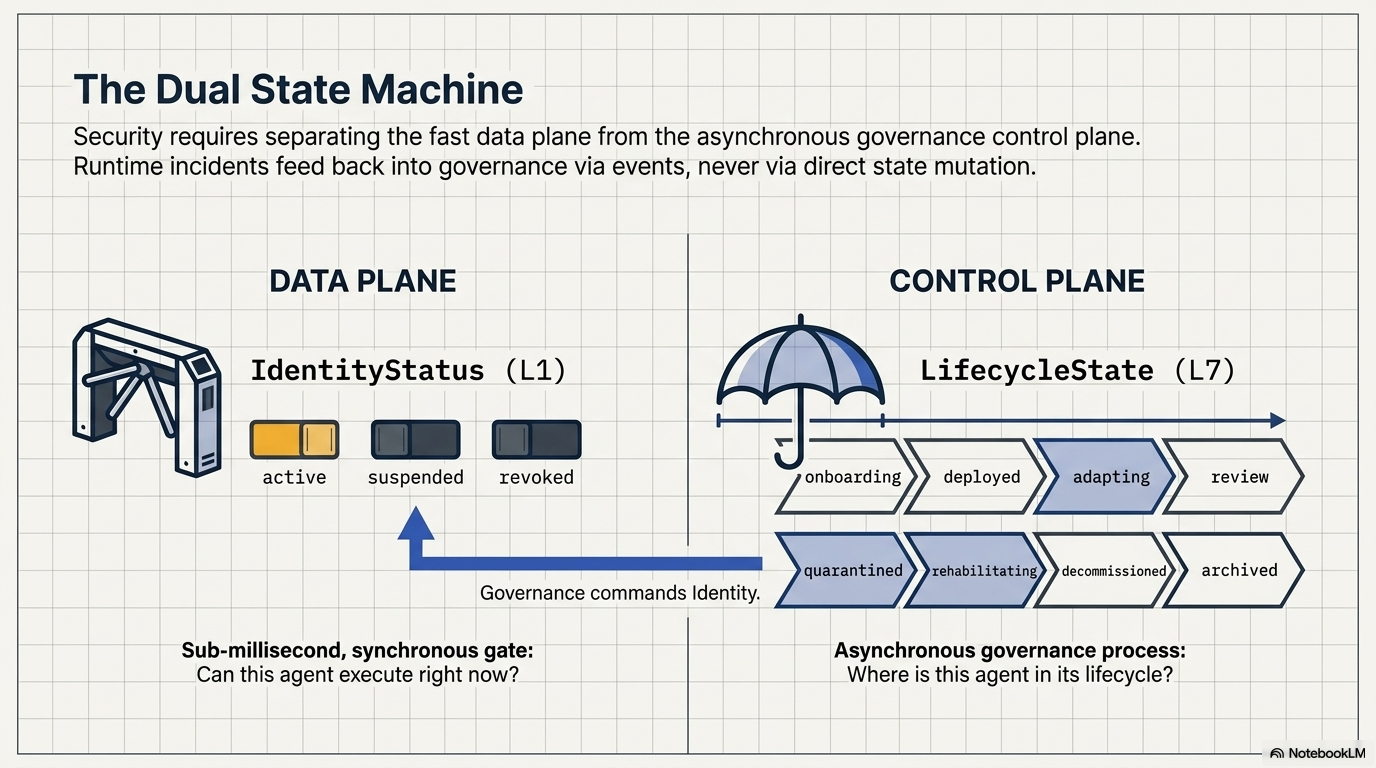 The Dual State Machine
Security requires separating the fast data plane from the asynchronous governance control plane.
Runtime incidents feed back into governance via events, never via direct state mutation.
DATA PLANE
IdentityStatus (L1)
active
suspended
revoked
Governance commands Identity.
Sub-millisecond, synchronous gate:
Can this agent execute right now?
CONTROL PLANE
LifecycleState (L7)
onboarding
deployed
adapting
review
quarantined
rehabilitating
decommissioned
archived
Asynchronous governance process:
Where is this agent in its lifecycle?
NotebookLM